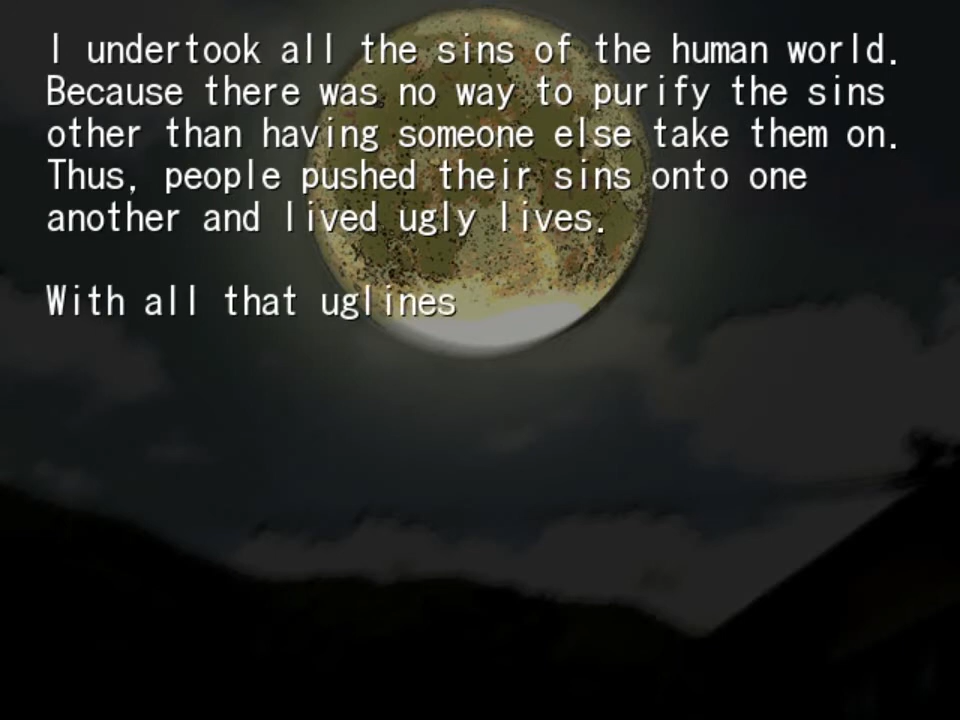 I undertook all the sins of the human world.
Because there was no way to purify the sins
other than having someone else take them on.
Thus, people pushed their sins onto one
another and lived ugly lives.
With all that uglines